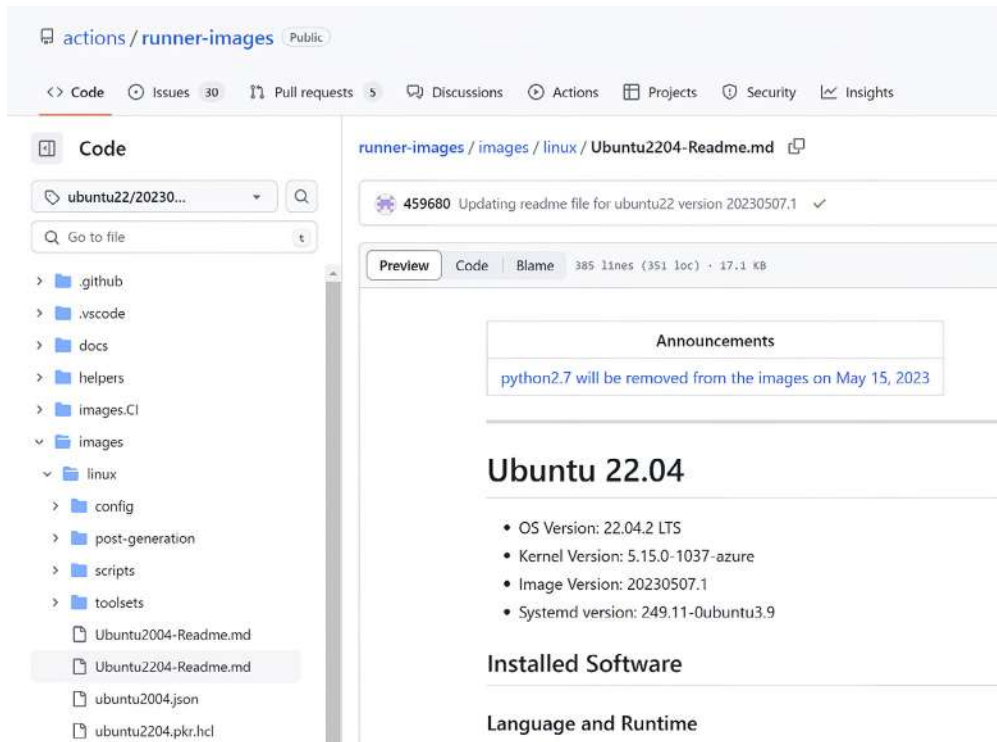 actions / runner-images Public
Code Issues 30 Pull requests 5 Discussions Actions Projects Security Insights
Code
ubuntu22/20230...
Go to file t
.github
.vscode
docs
helpers
images.CI
images
linux
config
post-generation
scripts
toolsets
Ubuntu2004-Readme.md
Ubuntu2204-Readme.md
ubuntu2004.json
ubuntu2204.pkr.hcl
runner-images / images / linux / Ubuntu2204-Readme.md
459680 Updating readme file for ubuntu22 version 20230507.1
Preview Code Blame 385 lines (351 loc) · 17.1 KB
Announcements
python2.7 will be removed from the images on May 15, 2023
Ubuntu 22.04
• OS Version: 22.04.2 LTS
• Kernel Version: 5.15.0-1037-azure
• Image Version: 20230507.1
• Systemd version: 249.11-0ubuntu3.9
Installed Software
Language and Runtime